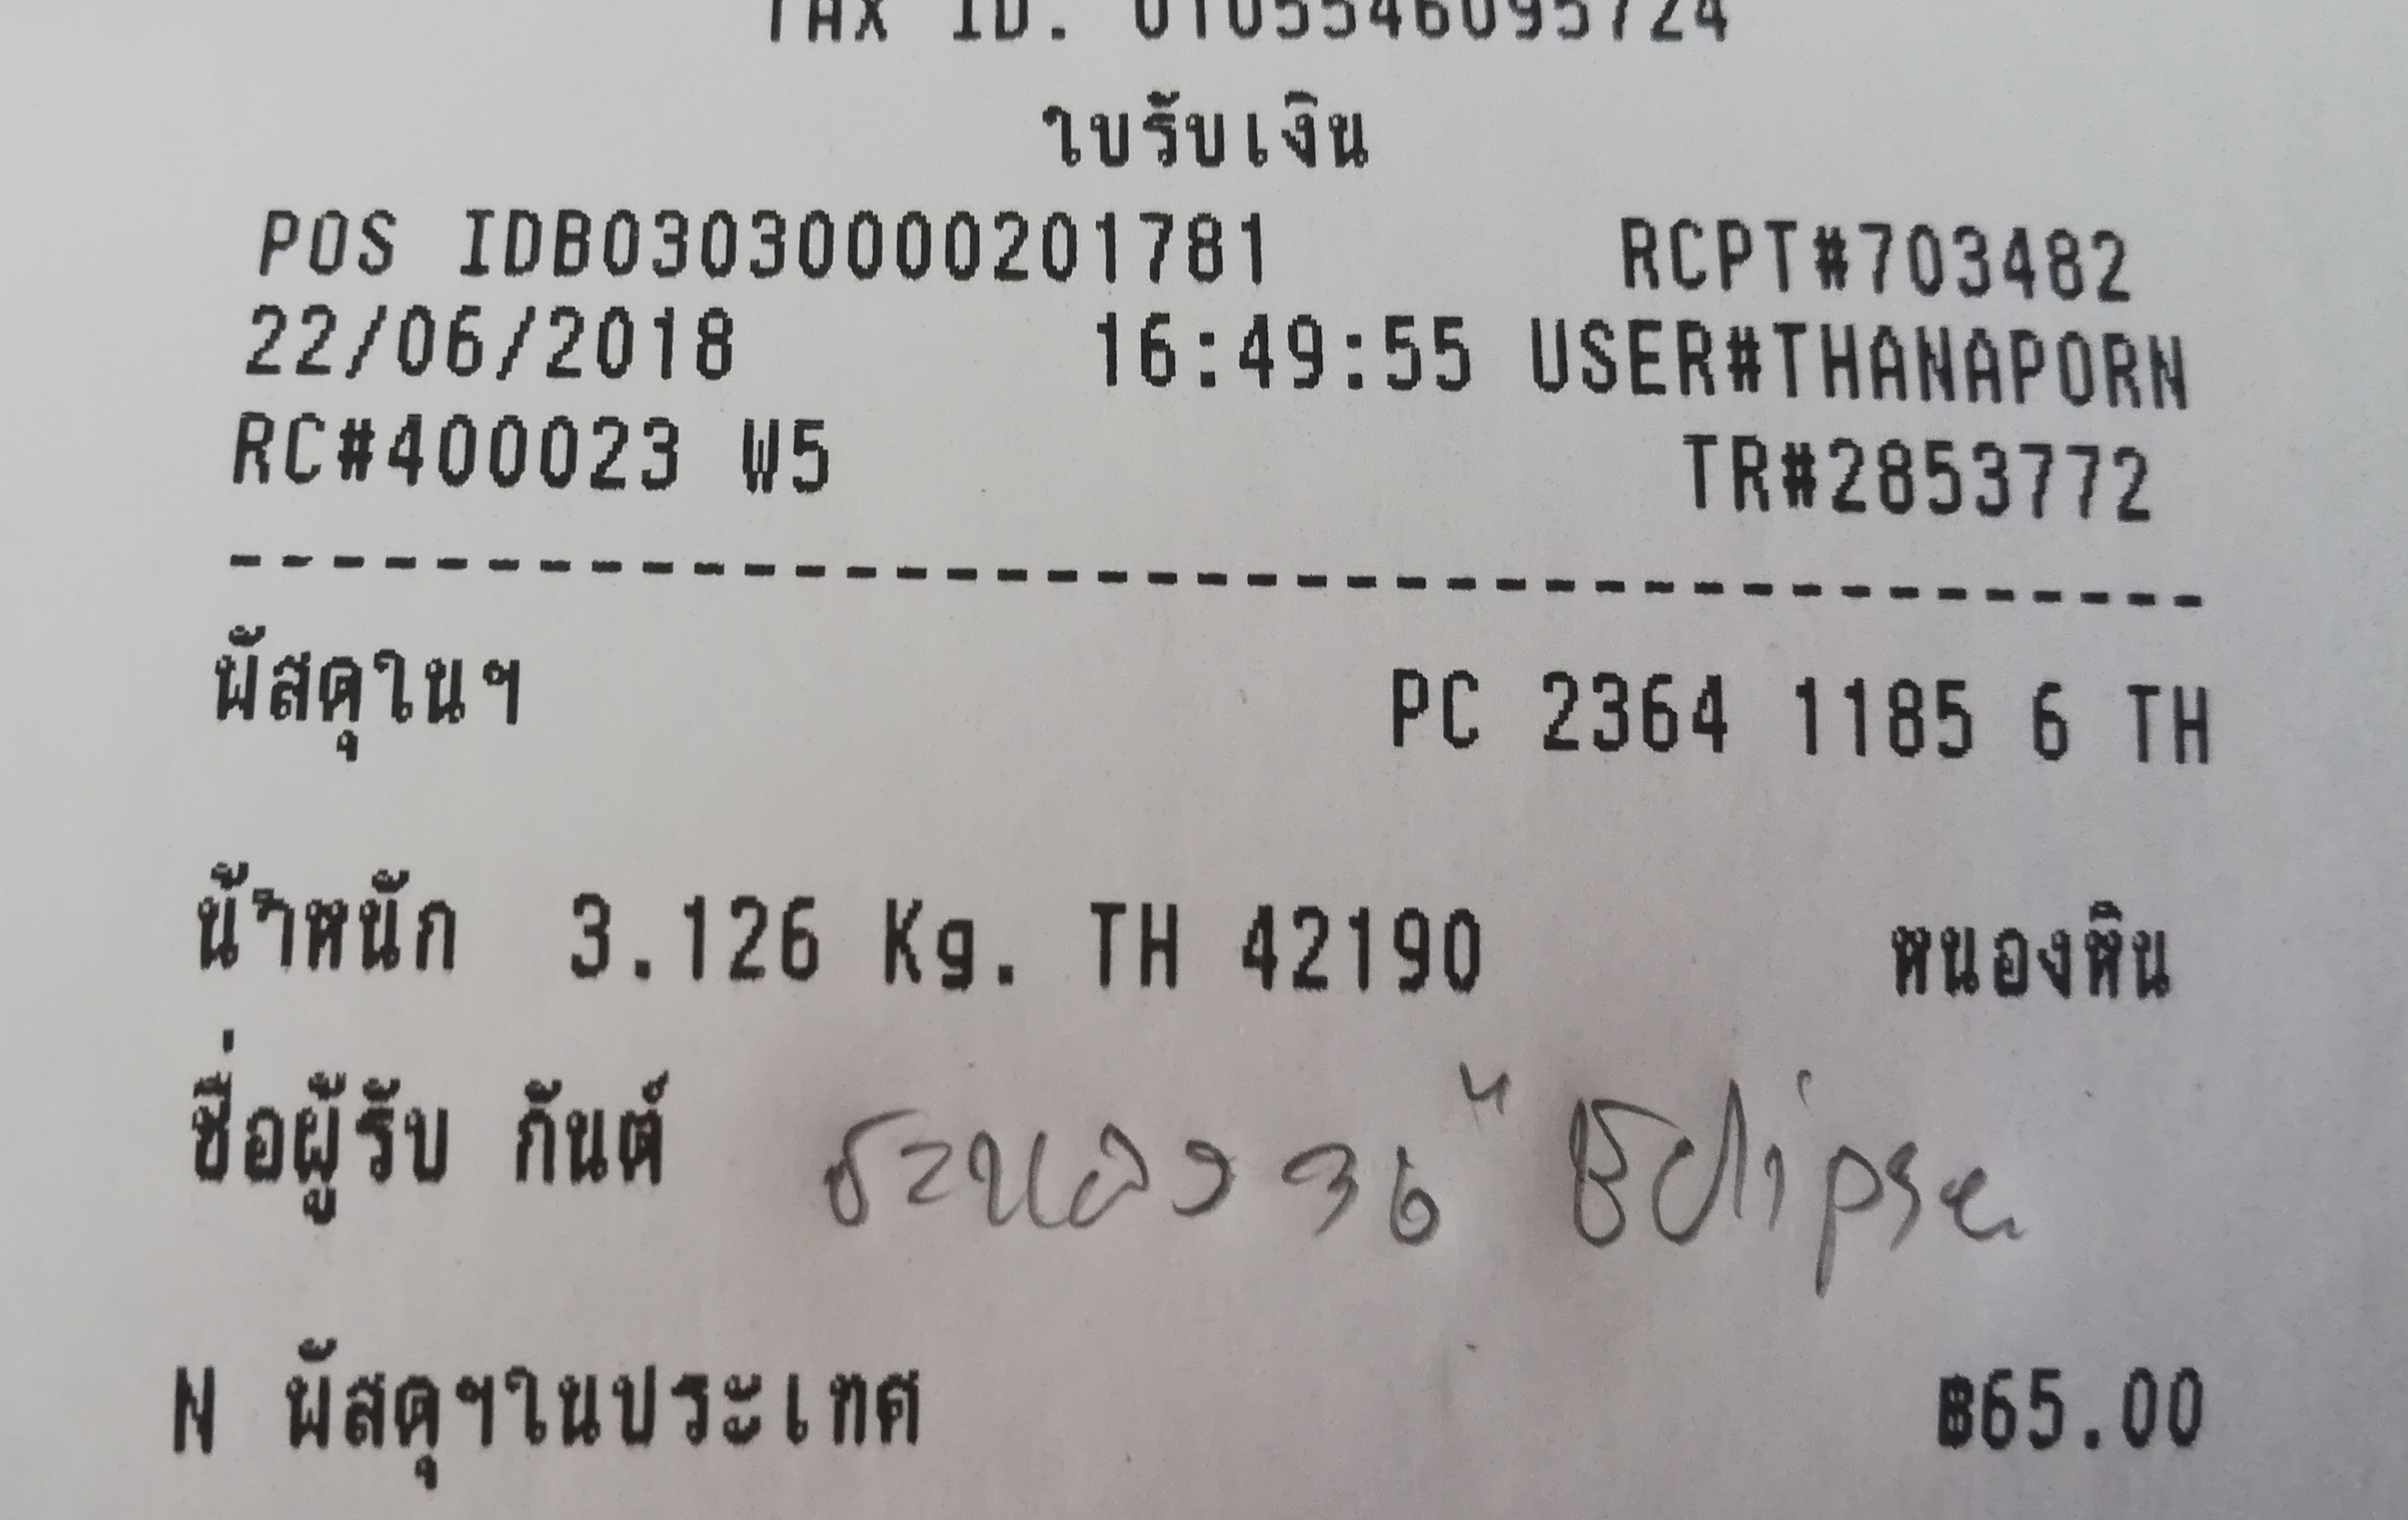 TAX ID. 0105546095724
ใบรับเงิน
POS IDB03030000201781 RCPT#703482
22/06/2018 16:49:55 USER#THANAPORN
RC#400023 W5 TR#2853772
พัสดุในฯ PC 2364 1185 6 TH
น้ำหนัก 3.126 Kg. TH 42190 หนองหิน
ชื่อผู้รับ กันต์ 36" Eclipse
N พัสดุฯในประเทศ ฿65.00